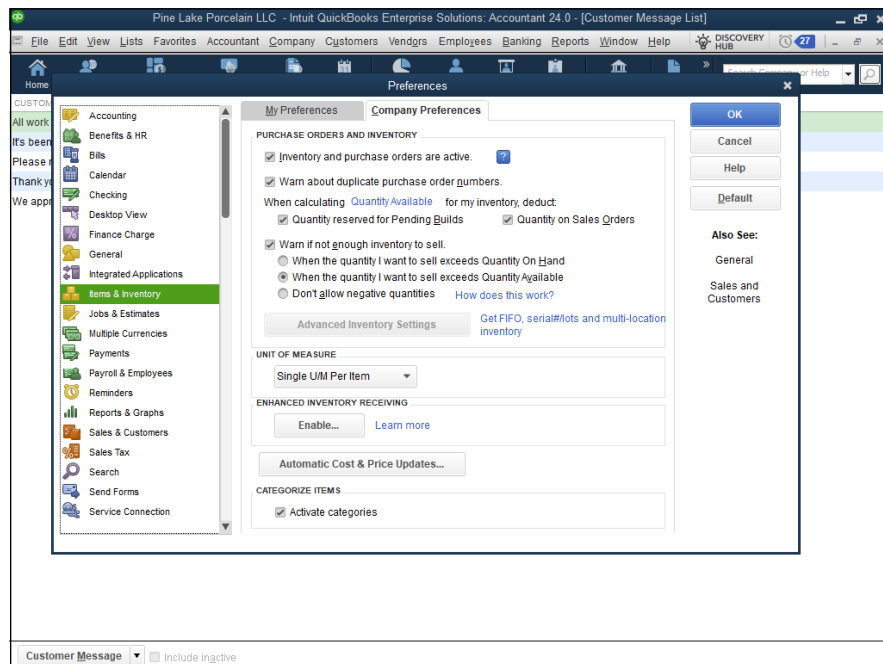 Pine Lake Porcelain LLC - Intuit QuickBooks Enterprise Solutions: Accountant 24.0 - [Customer Message List]
File Edit View Lists Favorites Accountant Company Customers Vendors Employees Banking Reports Window Help DISCOVERY HUB 27
Home
Preferences
CUSTOM
All work
It's been
Please
Thank
We appr
Accounting
Benefits & HR
Bills
Calendar
Checking
Desktop View
Finance Charge
General
Integrated Applications
Items & Inventory
Jobs & Estimates
Multiple Currencies
Payments
Payroll & Employees
Reminders
Reports & Graphs
Sales & Customers
Sales Tax
Search
Send Forms
Service Connection
My Preferences Company Preferences
PURCHASE ORDERS AND INVENTORY
Inventory and purchase orders are active. ?
Warn about duplicate purchase order numbers.
When calculating Quantity Available for my inventory, deduct:
Quantity reserved for Pending Builds Quantity on Sales Orders
Warn if not enough inventory to sell.
When the quantity I want to sell exceeds Quantity On Hand
When the quantity I want to sell exceeds Quantity Available
Don't allow negative quantities How does this work?
Advanced Inventory Settings Get FIFO, serial#/lots and multi-location
inventory
UNIT OF MEASURE
Single U/M Per Item
ENHANCED INVENTORY RECEIVING
Enable... Learn more
Automatic Cost & Price Updates...
CATEGORIZE ITEMS
Activate categories
OK
Cancel
Help
Default
Also See:
General
Sales and
Customers
Customer Message Include inactive